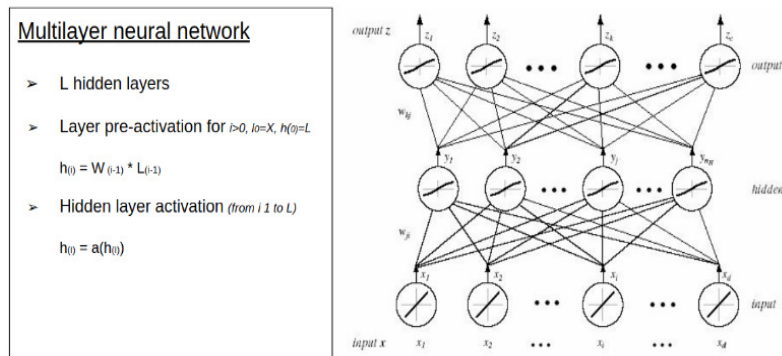 Multilayer neural network
➢ L hidden layers
➢ Layer pre-activation for i>0, l0=X, h(0)=L
h(i) = W (i-1) * L(i-1)
➢ Hidden layer activation (from i 1 to L)
h(i) = a(h(i))
output z z1 z2 zk zc
••• ••• output
wkj
y1 y2 yj ynH
••• ••• hidden
wji
x1 x2 xi xd
••• ••• input
input x x1 x2 ••• xi ••• xd